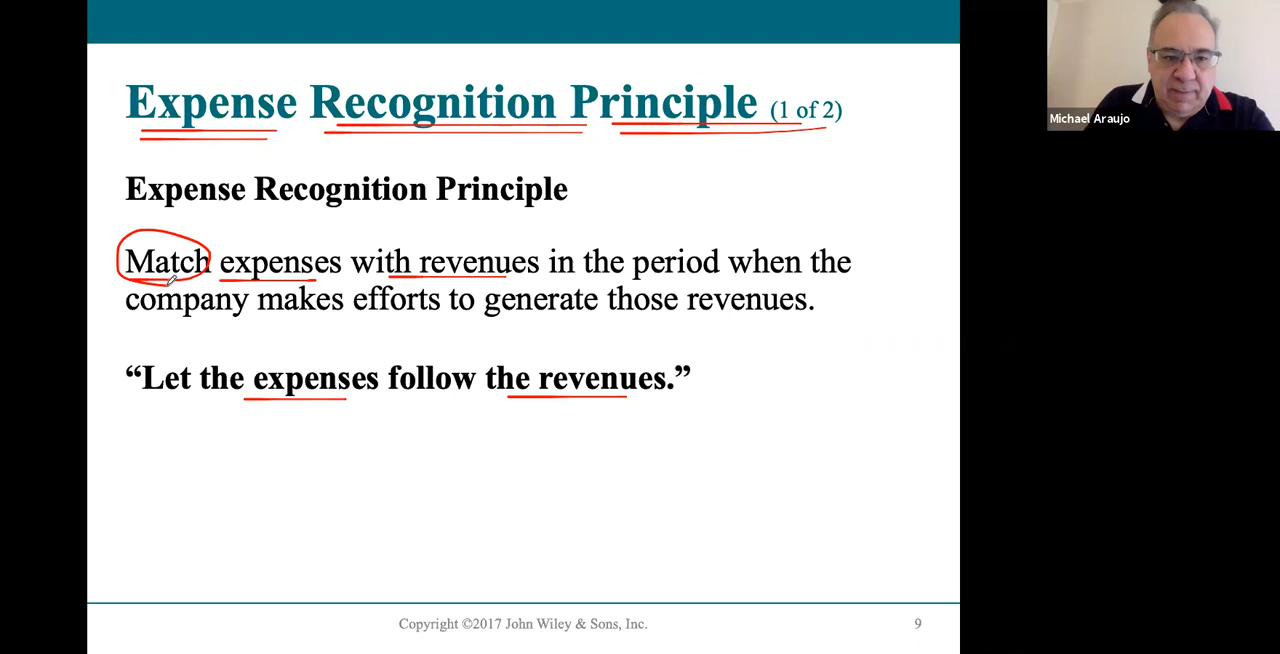 Expense Recognition Principle (1 of 2)
Michael Araujo
Expense Recognition Principle
Match expenses with revenues in the period when the
company makes efforts to generate those revenues.
“Let the expenses follow the revenues.”
Copyright ©2017 John Wiley & Sons, Inc.
9